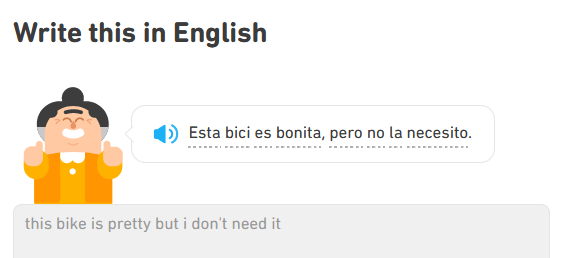 Write this in English
Esta bici es bonita, pero no la necesito.
this bike is pretty but i don't need it